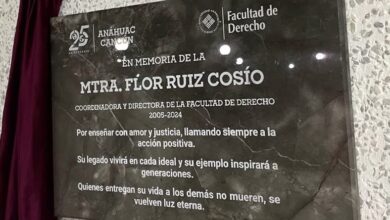 25
ANIVERSARIO
ANÁHUAC
CANCÚN
Facultad de
Derecho
EN MEMORIA DE LA
MTRA. FLOR RUIZ COSÍO
COORDINADORA Y DIRECTORA DE LA FACULTAD DE DERECHO
2005-2024
Por enseñar con amor y justicia, llamando siempre a la
acción positiva.
Su legado vivirá en cada ideal y su ejemplo inspirará a
generaciones.
Quienes entregan su vida a los demás no mueren, se
vuelven luz eterna.